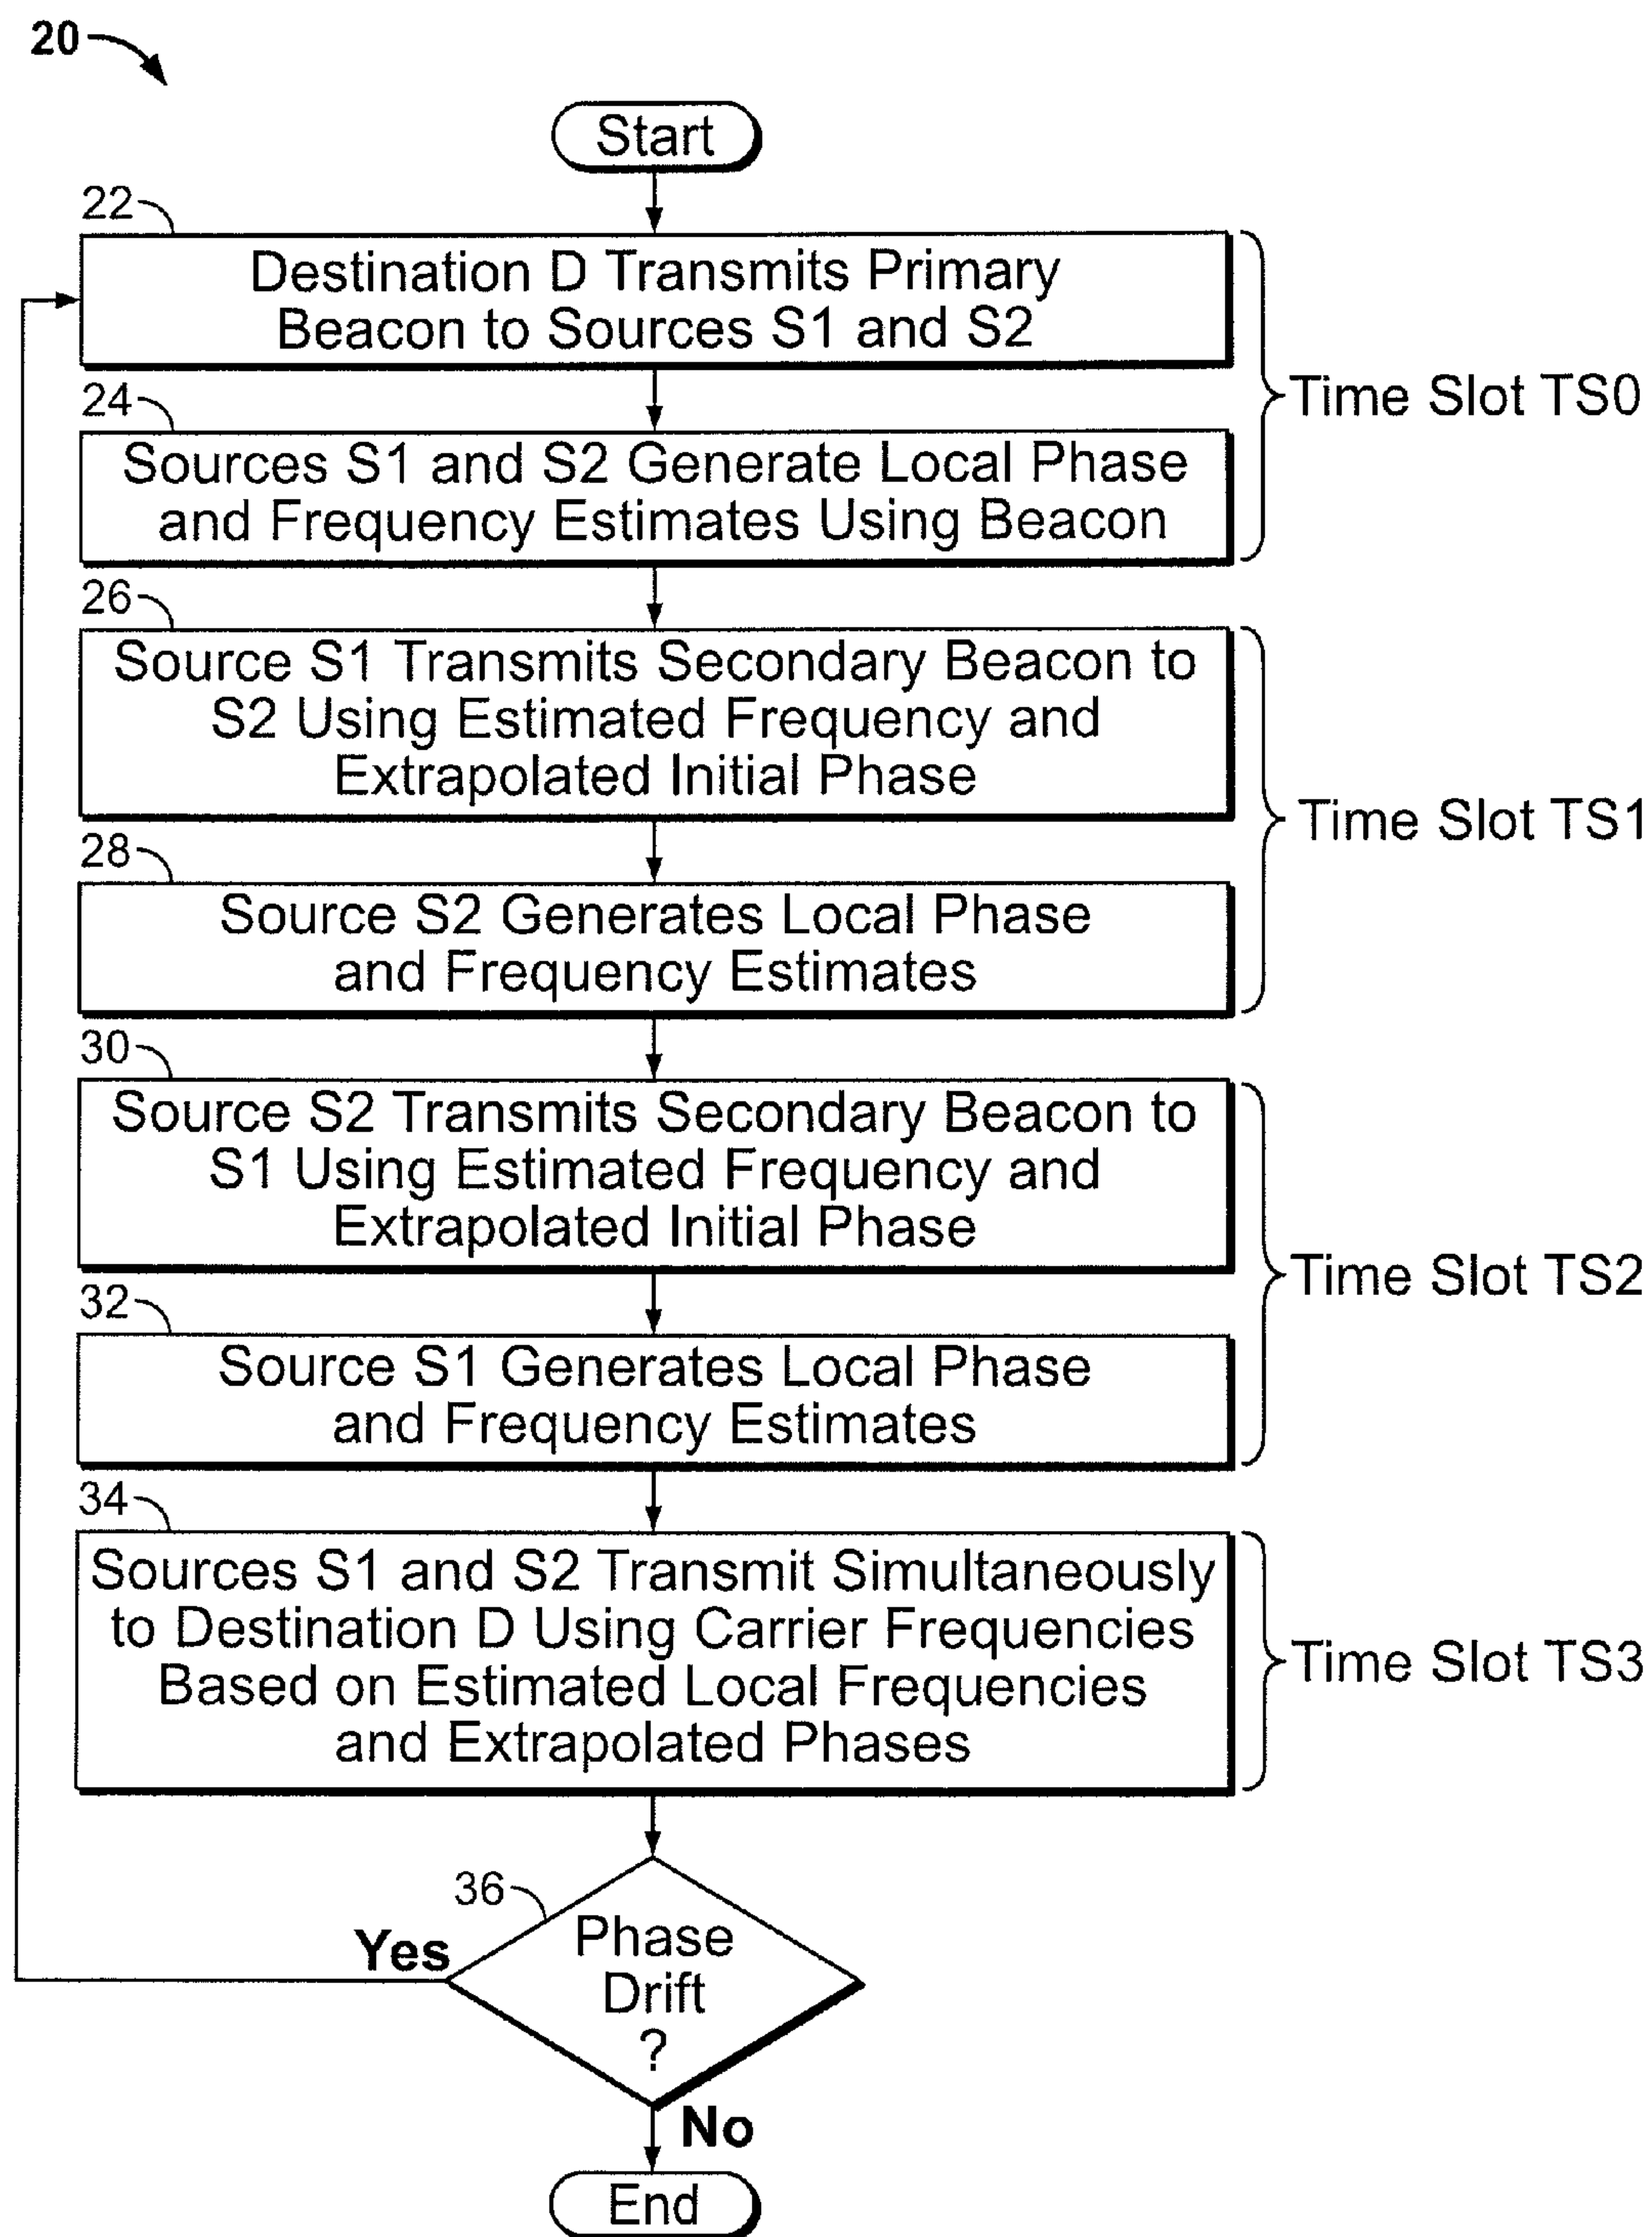 20
Start
22
Destination D Transmits Primary
Beacon to Sources S1 and S2
Time Slot TS0
24
Sources S1 and S2 Generate Local Phase
and Frequency Estimates Using Beacon
26
Source S1 Transmits Secondary Beacon to
S2 Using Estimated Frequency and
Extrapolated Initial Phase
Time Slot TS1
28
Source S2 Generates Local Phase
and Frequency Estimates
30
Source S2 Transmits Secondary Beacon to
S1 Using Estimated Frequency and
Extrapolated Initial Phase
Time Slot TS2
32
Source S1 Generates Local Phase
and Frequency Estimates
34
Sources S1 and S2 Transmit Simultaneously
to Destination D Using Carrier Frequencies
Based on Estimated Local Frequencies
and Extrapolated Phases
Time Slot TS3
36
Phase
Drift
?
Yes
No
End